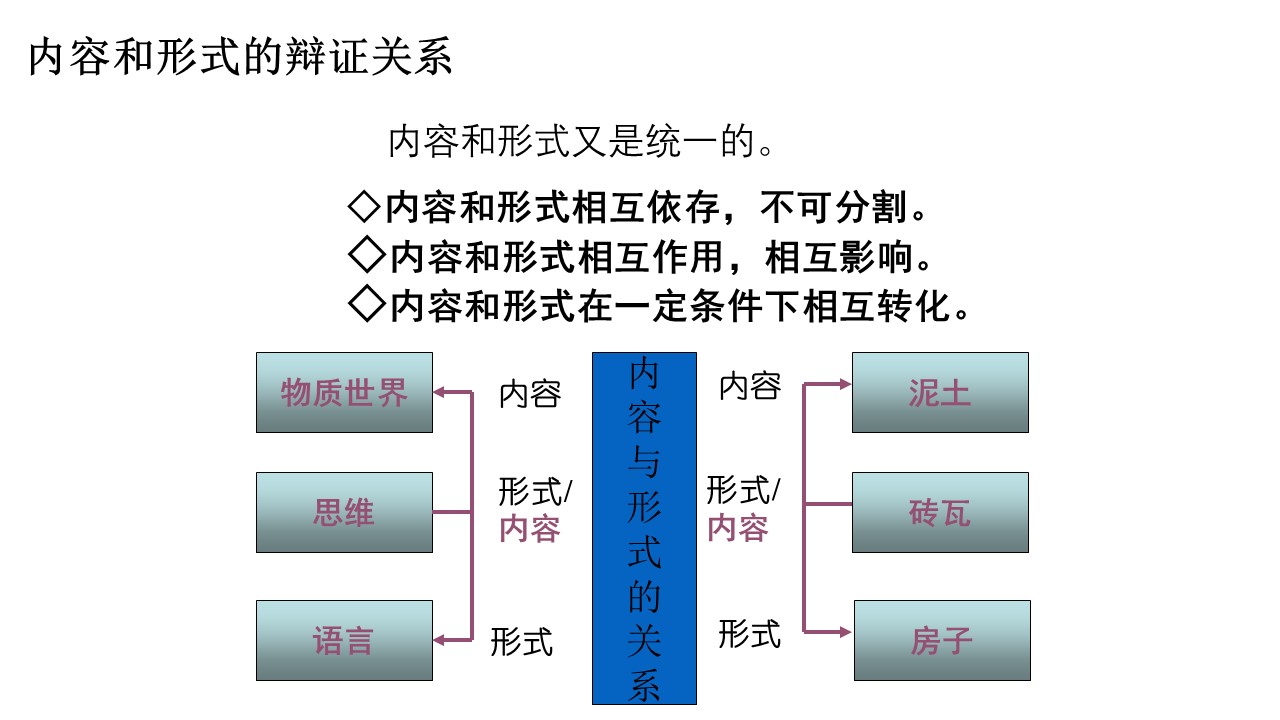 内容和形式的辩证关系
内容和形式又是统一的。
◇内容和形式相互依存，不可分割。
◇内容和形式相互作用，相互影响。
◇内容和形式在一定条件下相互转化。
物质世界
内容
思维
形式/
内容
语言
形式
内容与形式的关系
内容
泥土
形式/
内容
砖瓦
形式
房子